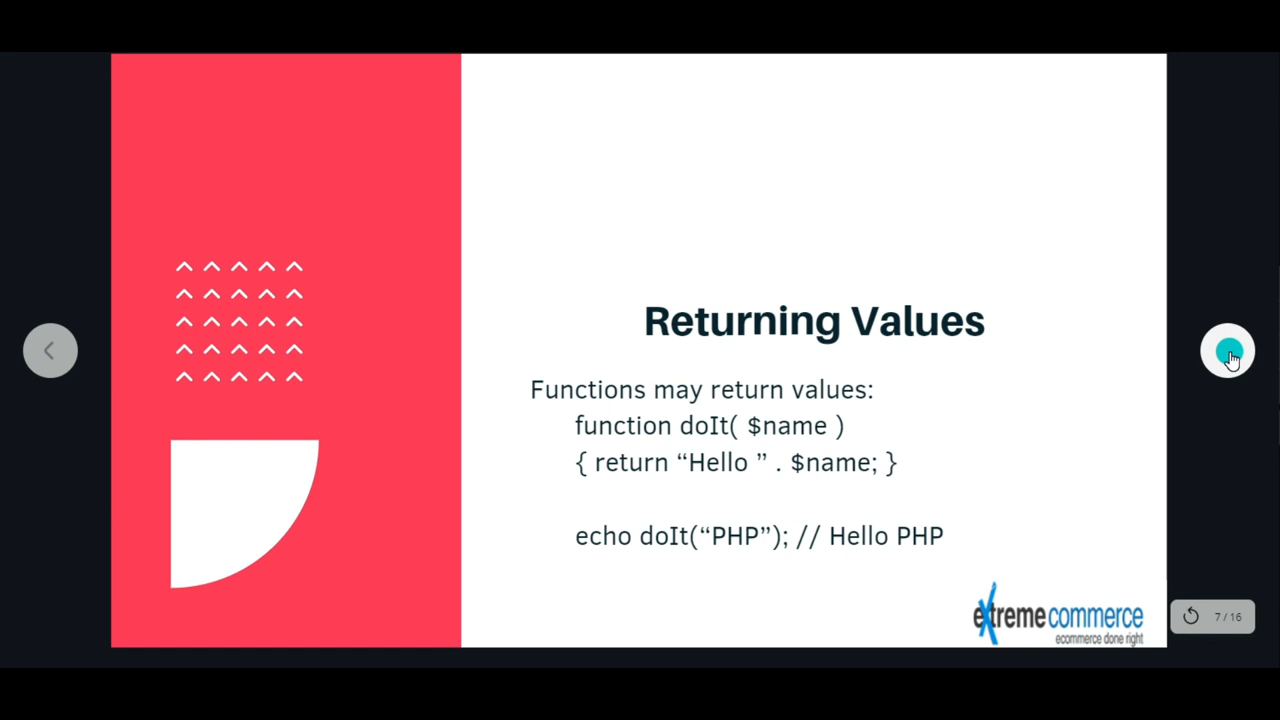 Returning Values
Functions may return values:
function doIt( $name )
{ return “Hello ” . $name; }
echo doIt(“PHP”); // Hello PHP
extreme commerce
ecommerce done right
7 / 16